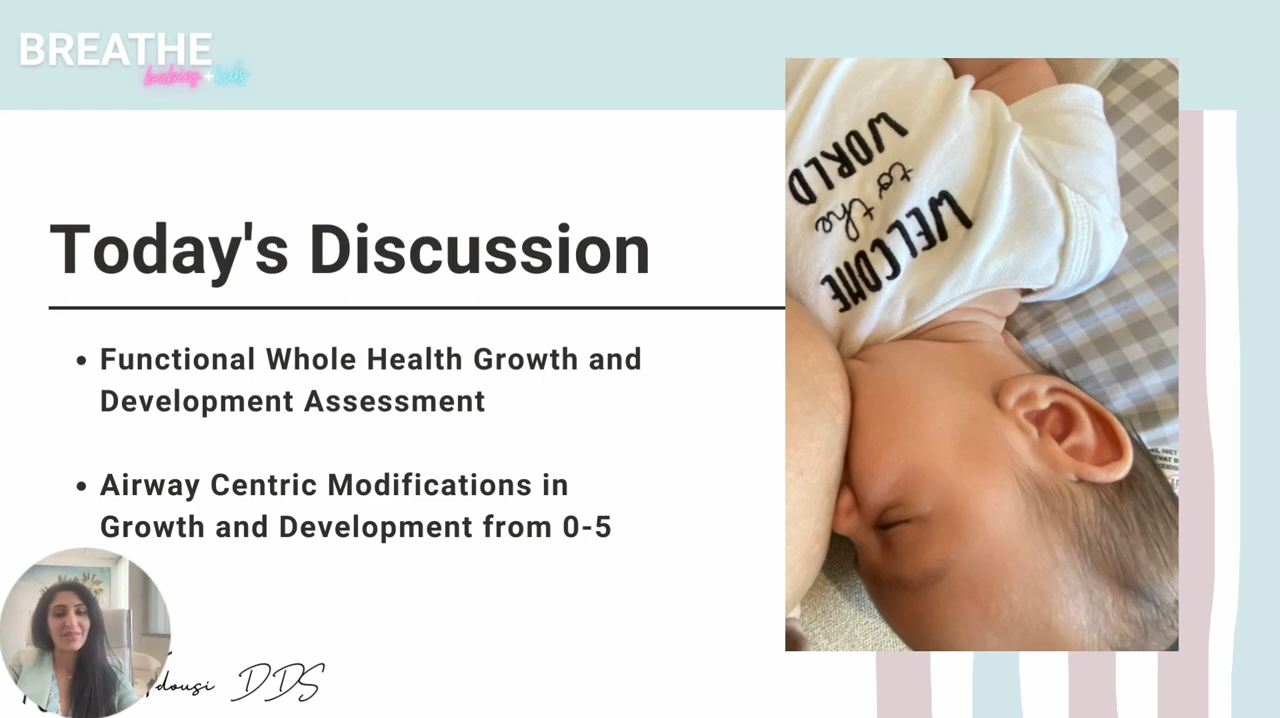 BREATHE
babies + kids
Today's Discussion
• Functional Whole Health Growth and
Development Assessment
• Airway Centric Modifications in
Growth and Development from 0-5
WELCOME
to the
WORLD
DDS